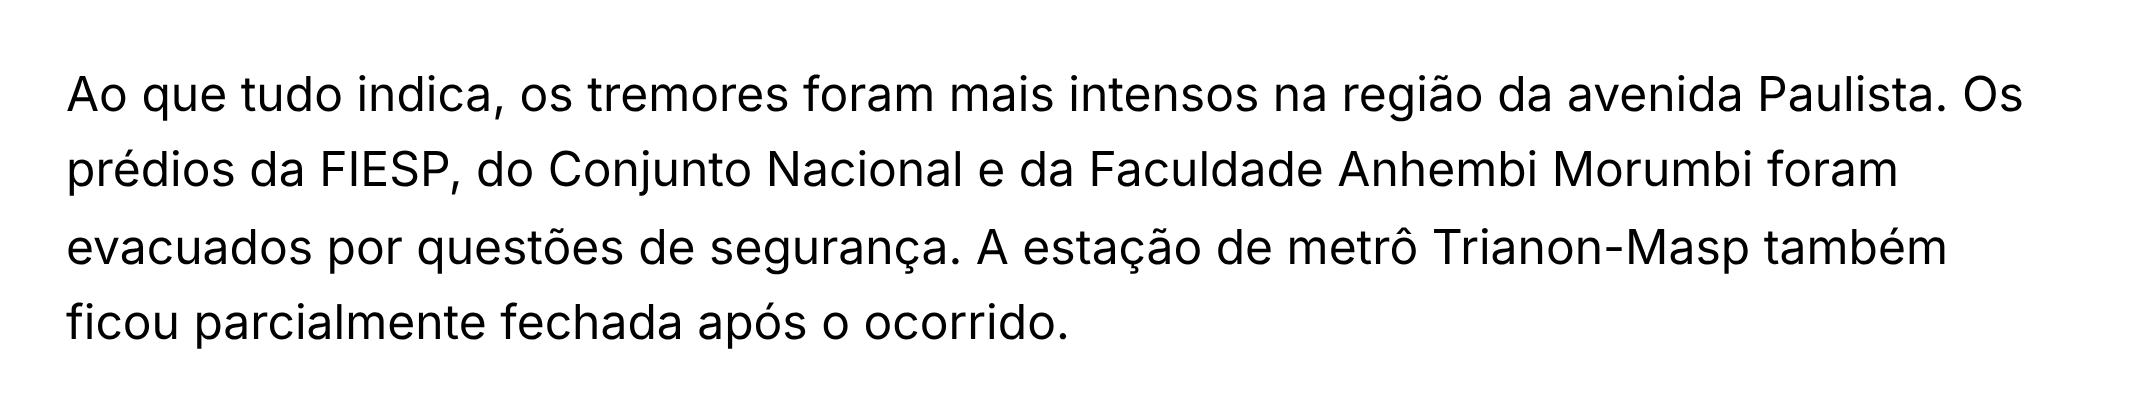 Ao que tudo indica, os tremores foram mais intensos na região da avenida Paulista. Os
prédios da FIESP, do Conjunto Nacional e da Faculdade Anhembi Morumbi foram
evacuados por questões de segurança. A estação de metrô Trianon-Masp também
ficou parcialmente fechada após o ocorrido.